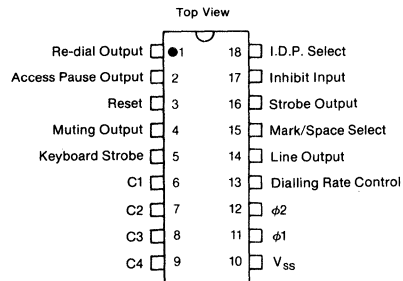 Top View
Re-dial Output 1 18 I.D.P. Select
Access Pause Output 2 17 Inhibit Input
Reset 3 16 Strobe Output
Muting Output 4 15 Mark/Space Select
Keyboard Strobe 5 14 Line Output
C1 6 13 Dialling Rate Control
C2 7 12 ϕ2
C3 8 11 ϕ1
C4 9 10 VSS